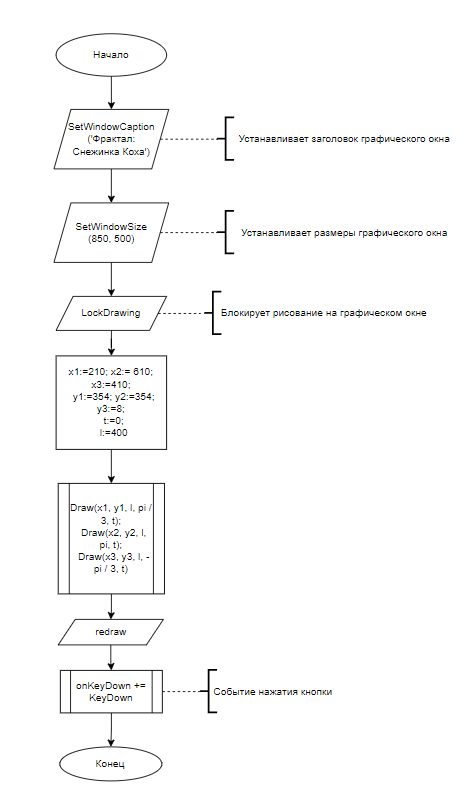 Начало
SetWindowCaption
('Фрактал:
Снежинка Коха')
Устанавливает заголовок графического окна
SetWindowSize
(850, 500)
Устанавливает размеры графического окна
LockDrawing
Блокирует рисование на графическом окне
x1:=210; x2:= 610;
x3:=410;
y1:=354; y2:=354;
y3:=8;
t:=0;
l:=400
Draw(x1, y1, l, pi /
3, t);
Draw(x2, y2, l,
pi, t);
Draw(x3, y3, l, -
pi / 3, t)
redraw
onKeyDown +=
KeyDown
Событие нажатия кнопки
Конец